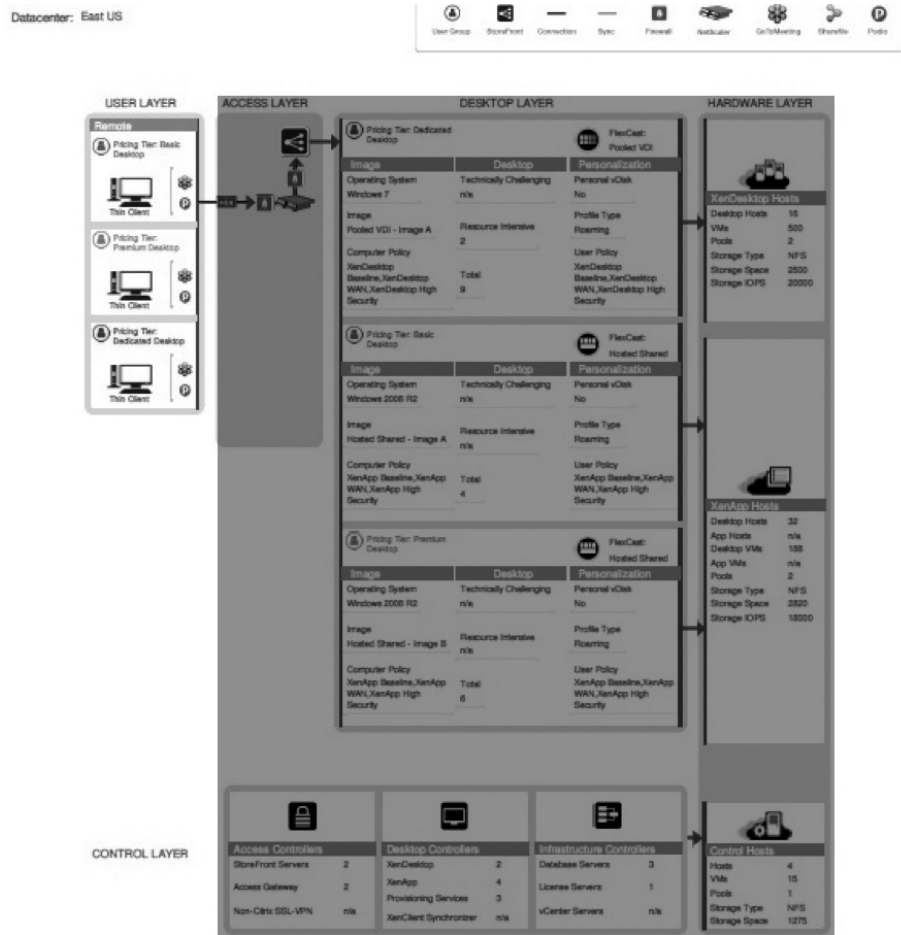 Datacenter: East US
User Group
StoreFront
Connection
Sync
Firewall
NetScaler
GoToMeeting
Sharefile
Podio
USER LAYER
ACCESS LAYER
DESKTOP LAYER
HARDWARE LAYER
Remote
Pricing Tier: Basic
Desktop
Thin Client
Pricing Tier:
Premium Desktop
Thin Client
Pricing Tier:
Dedicated Desktop
Thin Client
Pricing Tier: Dedicated
Desktop
FlexCast:
Pooled VDI
Image
Desktop
Personalization
Operating System
Windows 7
Image
Pooled VDI - Image A
Computer Policy
XenDesktop
Baseline,XenDesktop
WAN,XenDesktop High
Security
Technically Challenging
n/a
Resource Intensive
2
Total
9
Personal vDisk
No
Profile Type
Roaming
User Policy
XenDesktop
Baseline,XenDesktop
WAN,XenDesktop High
Security
Pricing Tier: Basic
Desktop
FlexCast:
Hosted Shared
Image
Desktop
Personalization
Operating System
Windows 2008 R2
Image
Hosted Shared - Image A
Computer Policy
XenApp Baseline,XenApp
WAN,XenApp High
Security
Technically Challenging
n/a
Resource Intensive
n/a
Total
4
Personal vDisk
No
Profile Type
Roaming
User Policy
XenApp Baseline,XenApp
WAN,XenApp High
Security
Pricing Tier: Premium
Desktop
FlexCast:
Hosted Shared
Image
Desktop
Personalization
Operating System
Windows 2008 R2
Image
Hosted Shared - Image B
Computer Policy
XenApp Baseline,XenApp
WAN,XenApp High
Security
Technically Challenging
n/a
Resource Intensive
n/a
Total
6
Personal vDisk
No
Profile Type
Roaming
User Policy
XenApp Baseline,XenApp
WAN,XenApp High
Security
XenDesktop Hosts
Desktop Hosts 16
VMs 500
Pools 2
Storage Type NFS
Storage Space 2500
Storage IOPS 20000
XenApp Hosts
Desktop Hosts 32
App Hosts n/a
Desktop VMs 188
App VMs n/a
Pools 2
Storage Type NFS
Storage Space 2820
Storage IOPS 18000
CONTROL LAYER
Access Controllers
StoreFront Servers 2
Access Gateway 2
Non-Citrix SSL-VPN n/a
Desktop Controllers
XenDesktop 2
XenApp 4
Provisioning Services 3
XenClient Synchronizer n/a
Infrastructure Controllers
Database Servers 3
License Servers 1
vCenter Servers n/a
Control Hosts
Hosts 4
VMs 15
Pools 1
Storage Type NFS
Storage Space 1275